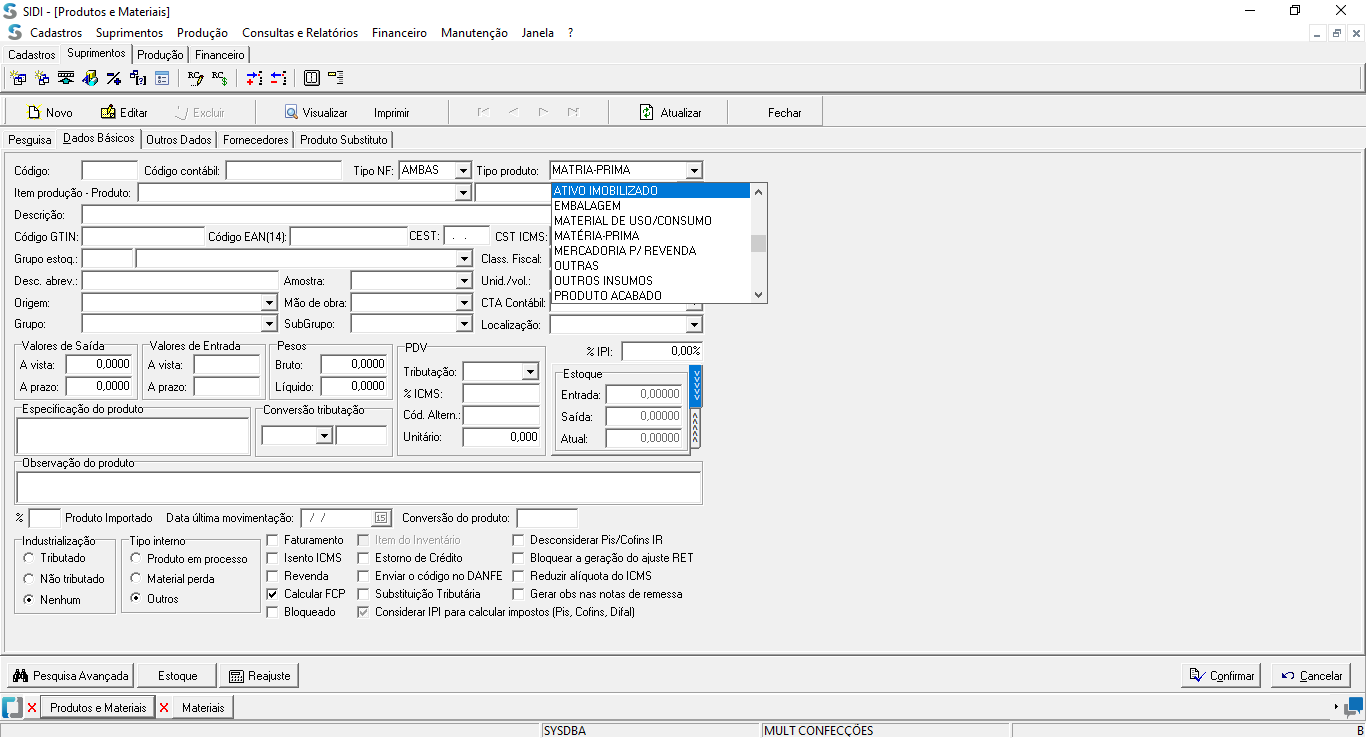 SIDI - [Produtos e Materiais]
Cadastros Suprimentos Produção Consultas e Relatórios Financeiro Manutenção Janela ?
Cadastros Suprimentos Produção Financeiro
Novo Editar Excluir Visualizar Imprimir Atualizar Fechar
Pesquisa Dados Básicos Outros Dados Fornecedores Produto Substituto
Código: Código contábil: Tipo NF: AMBAS Tipo produto: MATRIA-PRIMA
Item produção - Produto: ATIVO IMOBILIZADO
EMBALAGEM
Descrição: MATERIAL DE USO/CONSUMO
Código GTIN: Código EAN(14): CEST: . . CST ICMS: MATÉRIA-PRIMA
MERCADORIA P/ REVENDA
Grupo estoq.: Class. Fiscal: OUTRAS
Desc. abrev.: Amostra: Unid./vol.: OUTROS INSUMOS
PRODUTO ACABADO
Origem: Mão de obra: CTA Contábil:
Grupo: SubGrupo: Localização:
Valores de Saída Valores de Entrada Pesos PDV % IPI: 0,00%
A vista: 0,0000 A vista: Bruto: 0,0000 Tributação: Estoque
A prazo: 0,0000 A prazo: Líquido: 0,0000 % ICMS: Entrada: 0,00000
Especificação do produto Conversão tributação Cód. Altern.: Saída: 0,00000
Unitário: 0,000 Atual: 0,00000
Observação do produto
% Produto Importado Data última movimentação: / / 15 Conversão do produto:
Industrialização Tipo interno Faturamento Item do Inventário Desconsiderar Pis/Cofins IR
Tributado Produto em processo Isento ICMS Estorno de Crédito Bloquear a geração do ajuste RET
Não tributado Material perda Revenda Enviar o código no DANFE Reduzir alíquota do ICMS
Nenhum Outros Calcular FCP Substituição Tributária Gerar obs nas notas de remessa
Bloqueado Considerar IPI para calcular impostos (Pis, Cofins, Difal)
Pesquisa Avançada Estoque Reajuste Confirmar Cancelar
Produtos e Materiais Materiais
SYSDBA MULT CONFECÇÕES B